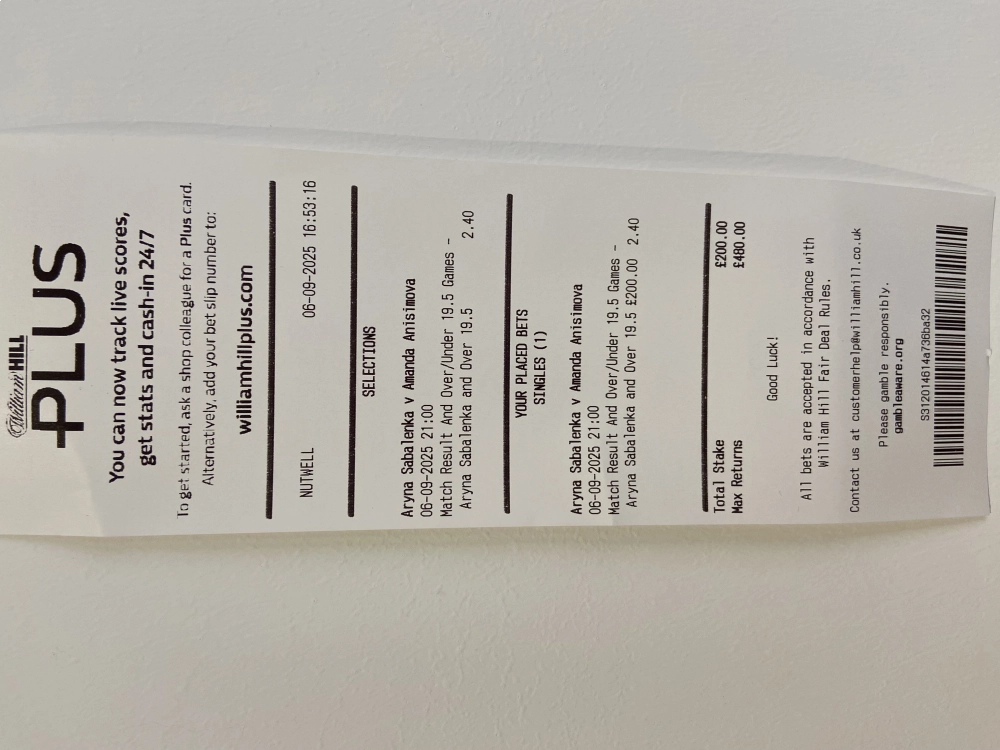 William HILL
PLUS
You can now track live scores,
get stats and cash-in 24/7
To get started, ask a shop colleague for a Plus card.
Alternatively, add your bet slip number to:
williamhillplus.com
NUTWELL 06-09-2025 16:53:16
SELECTIONS
Aryna Sabalenka v Amanda Anisimova
06-09-2025 21:00
Match Result And Over/Under 19.5 Games -
Aryna Sabalenka and Over 19.5 2.40
YOUR PLACED BETS
SINGLES (1)
Aryna Sabalenka v Amanda Anisimova
06-09-2025 21:00
Match Result And Over/Under 19.5 Games -
Aryna Sabalenka and Over 19.5 £200.00 2.40
Total Stake £200.00
Max Returns £480.00
Good Luck!
All bets are accepted in accordance with
William Hill Fair Deal Rules.
Contact us at customerhelp@williamhill.co.uk
Please gamble responsibly.
gambleaware.org
S312014614a736ba32